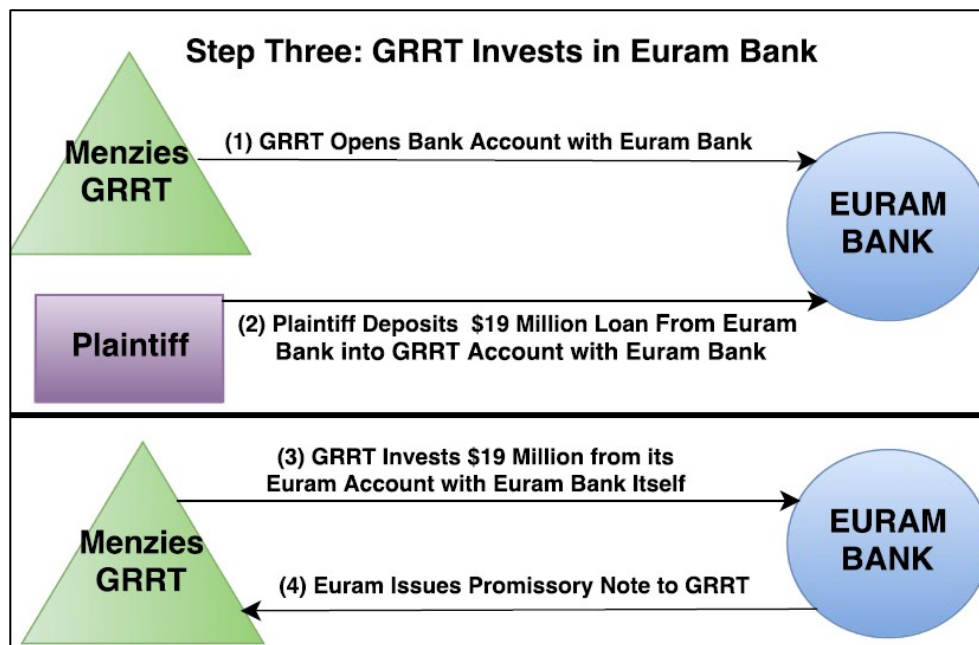 Step Three: GRRT Invests in Euram Bank
Menzies
GRRT
(1) GRRT Opens Bank Account with Euram Bank
EURAM
BANK
Plaintiff
(2) Plaintiff Deposits $19 Million Loan From Euram
Bank into GRRT Account with Euram Bank
(3) GRRT Invests $19 Million from its
Euram Account with Euram Bank Itself
Menzies
GRRT
EURAM
BANK
(4) Euram Issues Promissory Note to GRRT